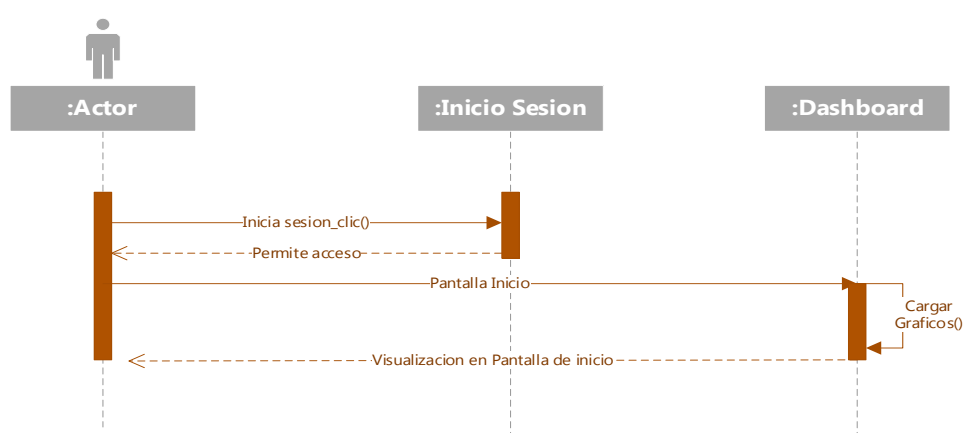 :Actor
:Inicio Sesion
:Dashboard
Inicia sesion_clic()
Permite acceso
Pantalla Inicio
Cargar
Graficos()
Visualizacion en Pantalla de inicio